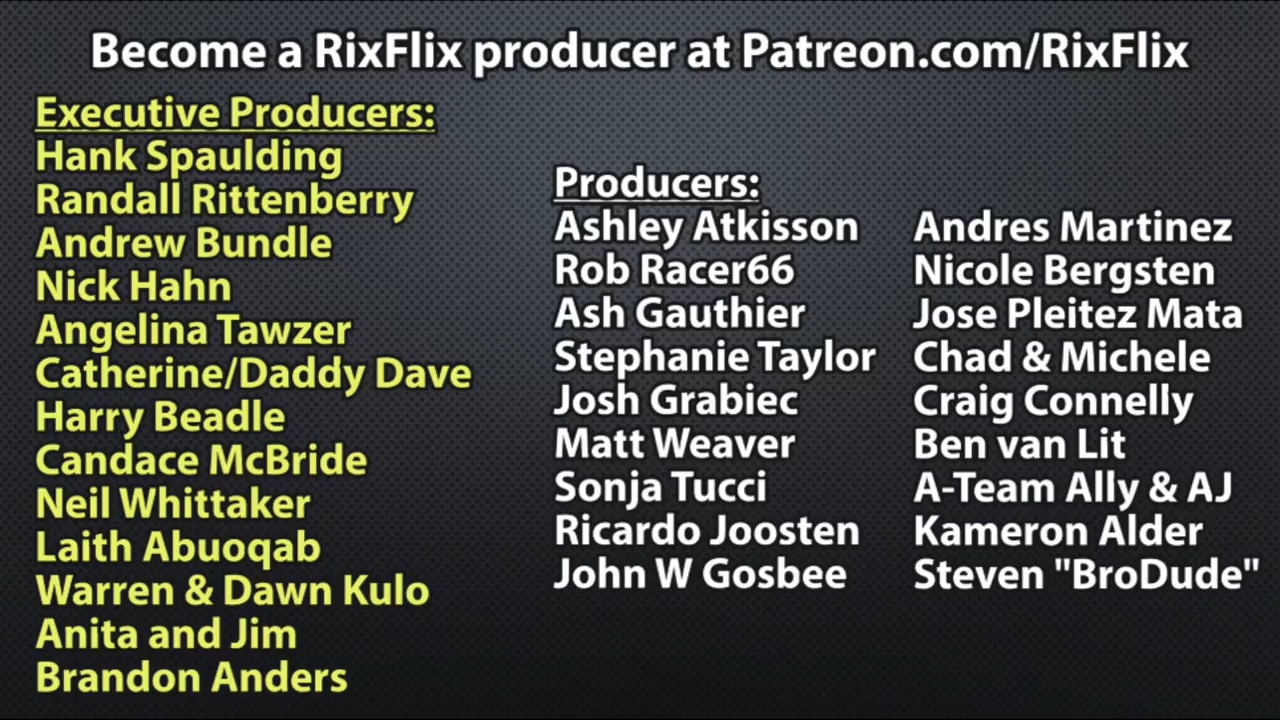 Become a RixFlix producer at Patreon.com/RixFlix
Executive Producers:
Hank Spaulding
Randall Rittenberry
Andrew Bundle
Nick Hahn
Angelina Tawzer
Catherine/Daddy Dave
Harry Beadle
Candace McBride
Neil Whittaker
Laith Abuoqab
Warren & Dawn Kulo
Anita and Jim
Brandon Anders
Producers:
Ashley Atkisson
Rob Racer66
Ash Gauthier
Stephanie Taylor
Josh Grabiec
Matt Weaver
Sonja Tucci
Ricardo Joosten
John W Gosbee
Andres Martinez
Nicole Bergsten
Jose Pleitez Mata
Chad & Michele
Craig Connelly
Ben van Lit
A-Team Ally & AJ
Kameron Alder
Steven "BroDude"